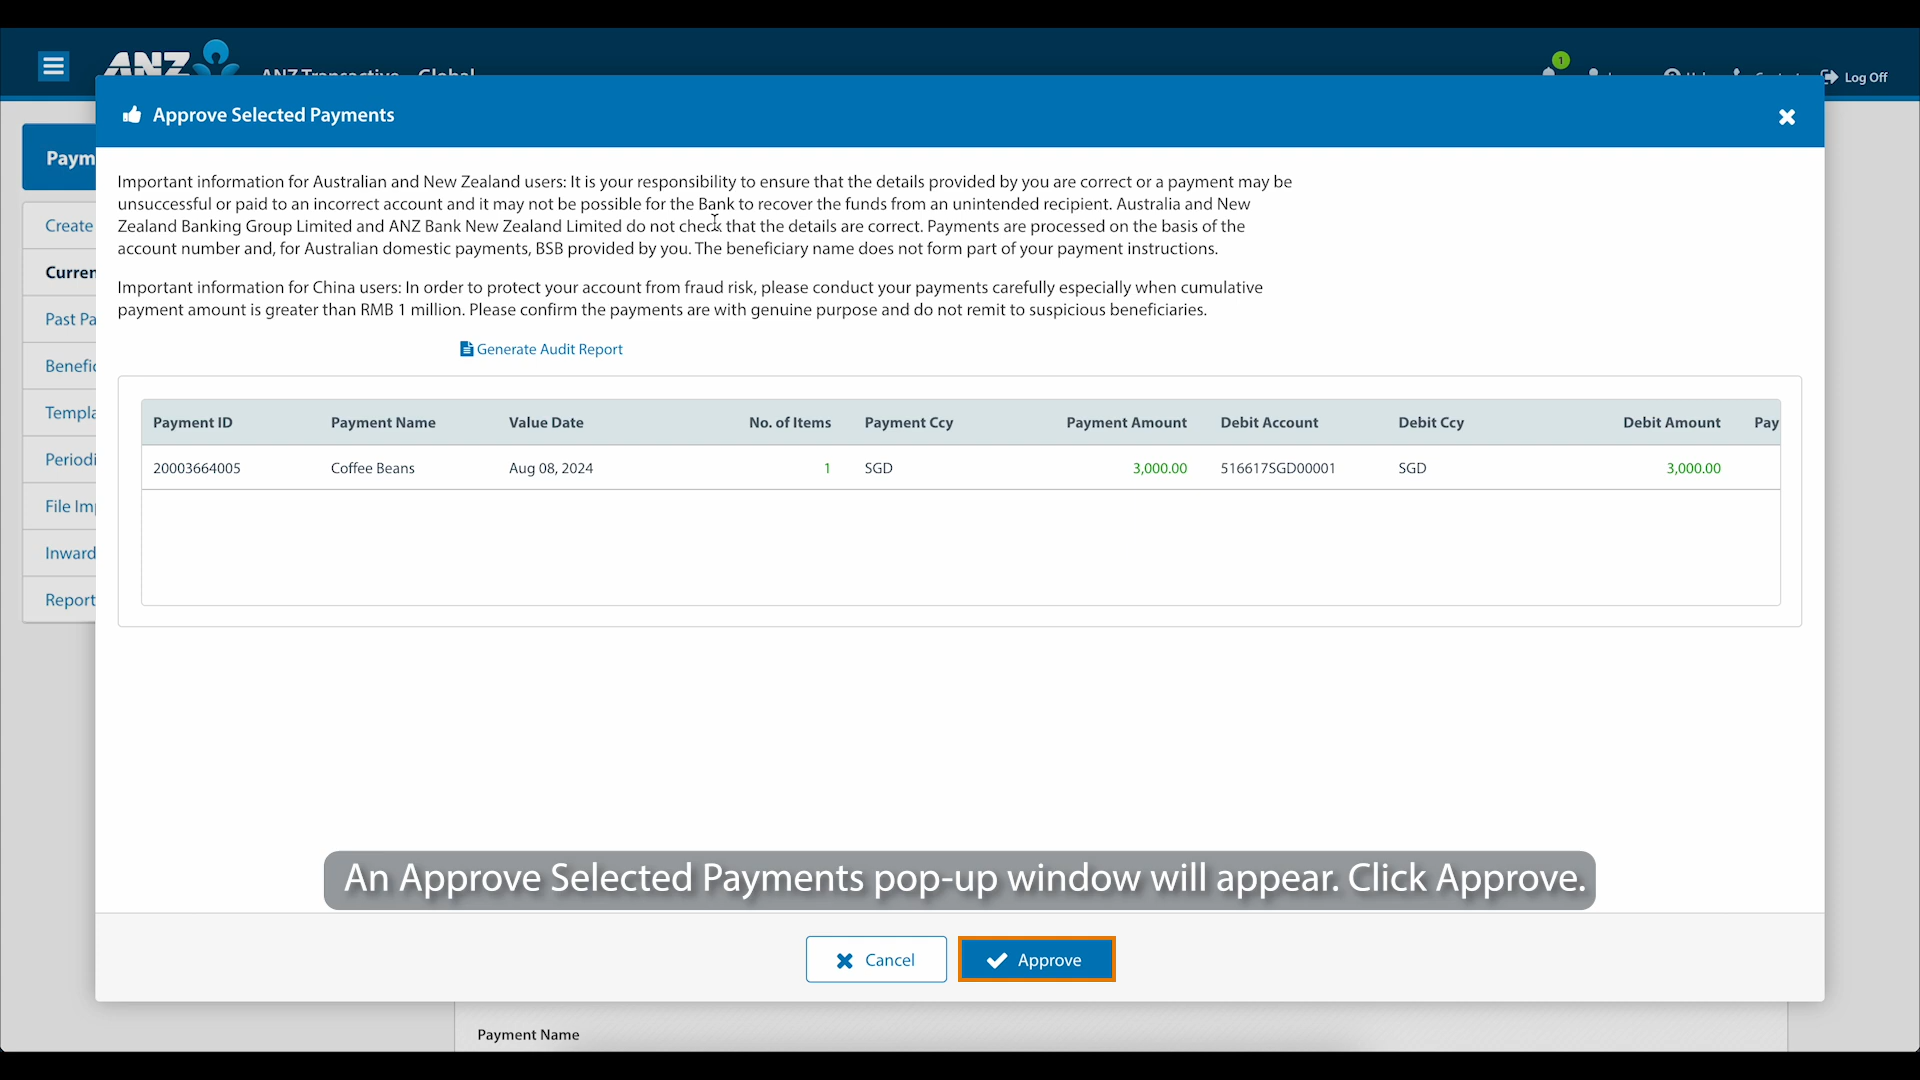 ANZ
ANZ Transactive - Global
1
Log Off
Approve Selected Payments
Paym
Important information for Australian and New Zealand users: It is your responsibility to ensure that the details provided by you are correct or a payment may be
unsuccessful or paid to an incorrect account and it may not be possible for the Bank to recover the funds from an unintended recipient. Australia and New
Zealand Banking Group Limited and ANZ Bank New Zealand Limited do not check that the details are correct. Payments are processed on the basis of the
account number and, for Australian domestic payments, BSB provided by you. The beneficiary name does not form part of your payment instructions.
Important information for China users: In order to protect your account from fraud risk, please conduct your payments carefully especially when cumulative
payment amount is greater than RMB 1 million. Please confirm the payments are with genuine purpose and do not remit to suspicious beneficiaries.
Create
Curren
Past Pa
Benefic
Templa
Periodi
File Im
Inward
Report
Generate Audit Report
Payment ID Payment Name Value Date No. of Items Payment Ccy Payment Amount Debit Account Debit Ccy Debit Amount Pay
20003664005 Coffee Beans Aug 08, 2024 1 SGD 3,000.00 516617SGD00001 SGD 3,000.00
An Approve Selected Payments pop-up window will appear. Click Approve.
Cancel
Approve
Payment Name